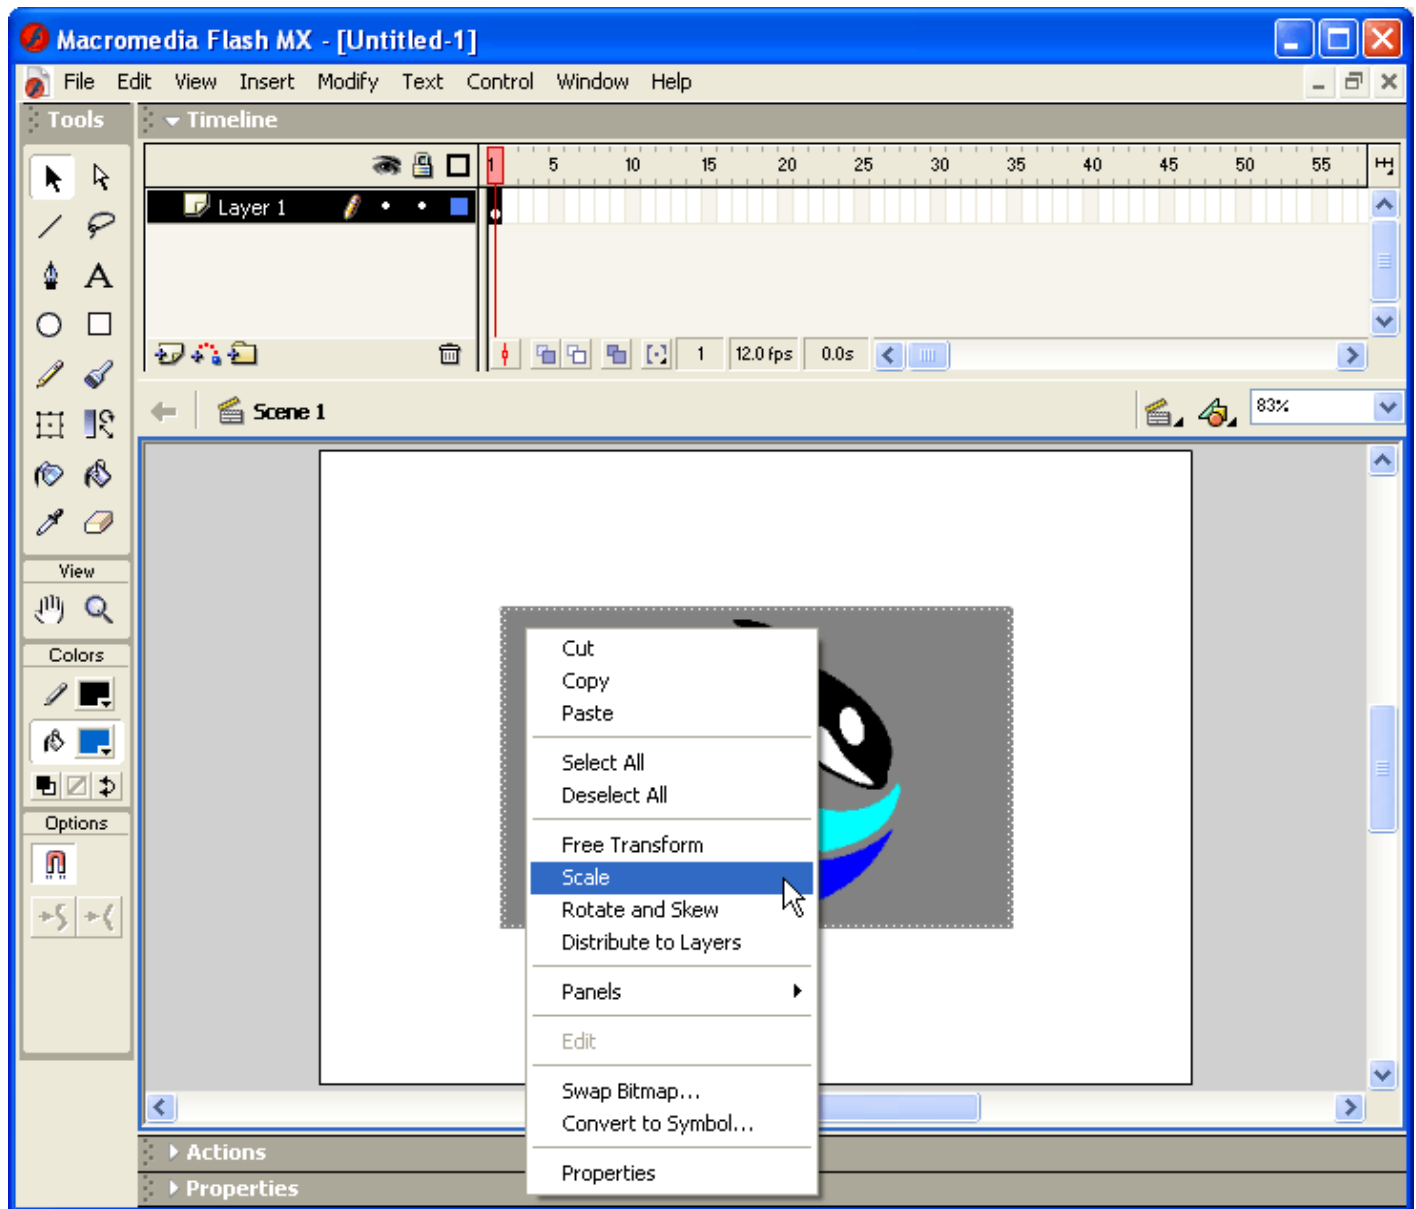 Macromedia Flash MX - [Untitled-1]
File Edit View Insert Modify Text Control Window Help
Tools
Timeline
1 5 10 15 20 25 30 35 40 45 50 55
Layer 1
1 12.0 fps 0.0s
Scene 1
83%
View
Colors
Options
Cut
Copy
Paste
Select All
Deselect All
Free Transform
Scale
Rotate and Skew
Distribute to Layers
Panels
Edit
Swap Bitmap...
Convert to Symbol...
Properties
Actions
Properties